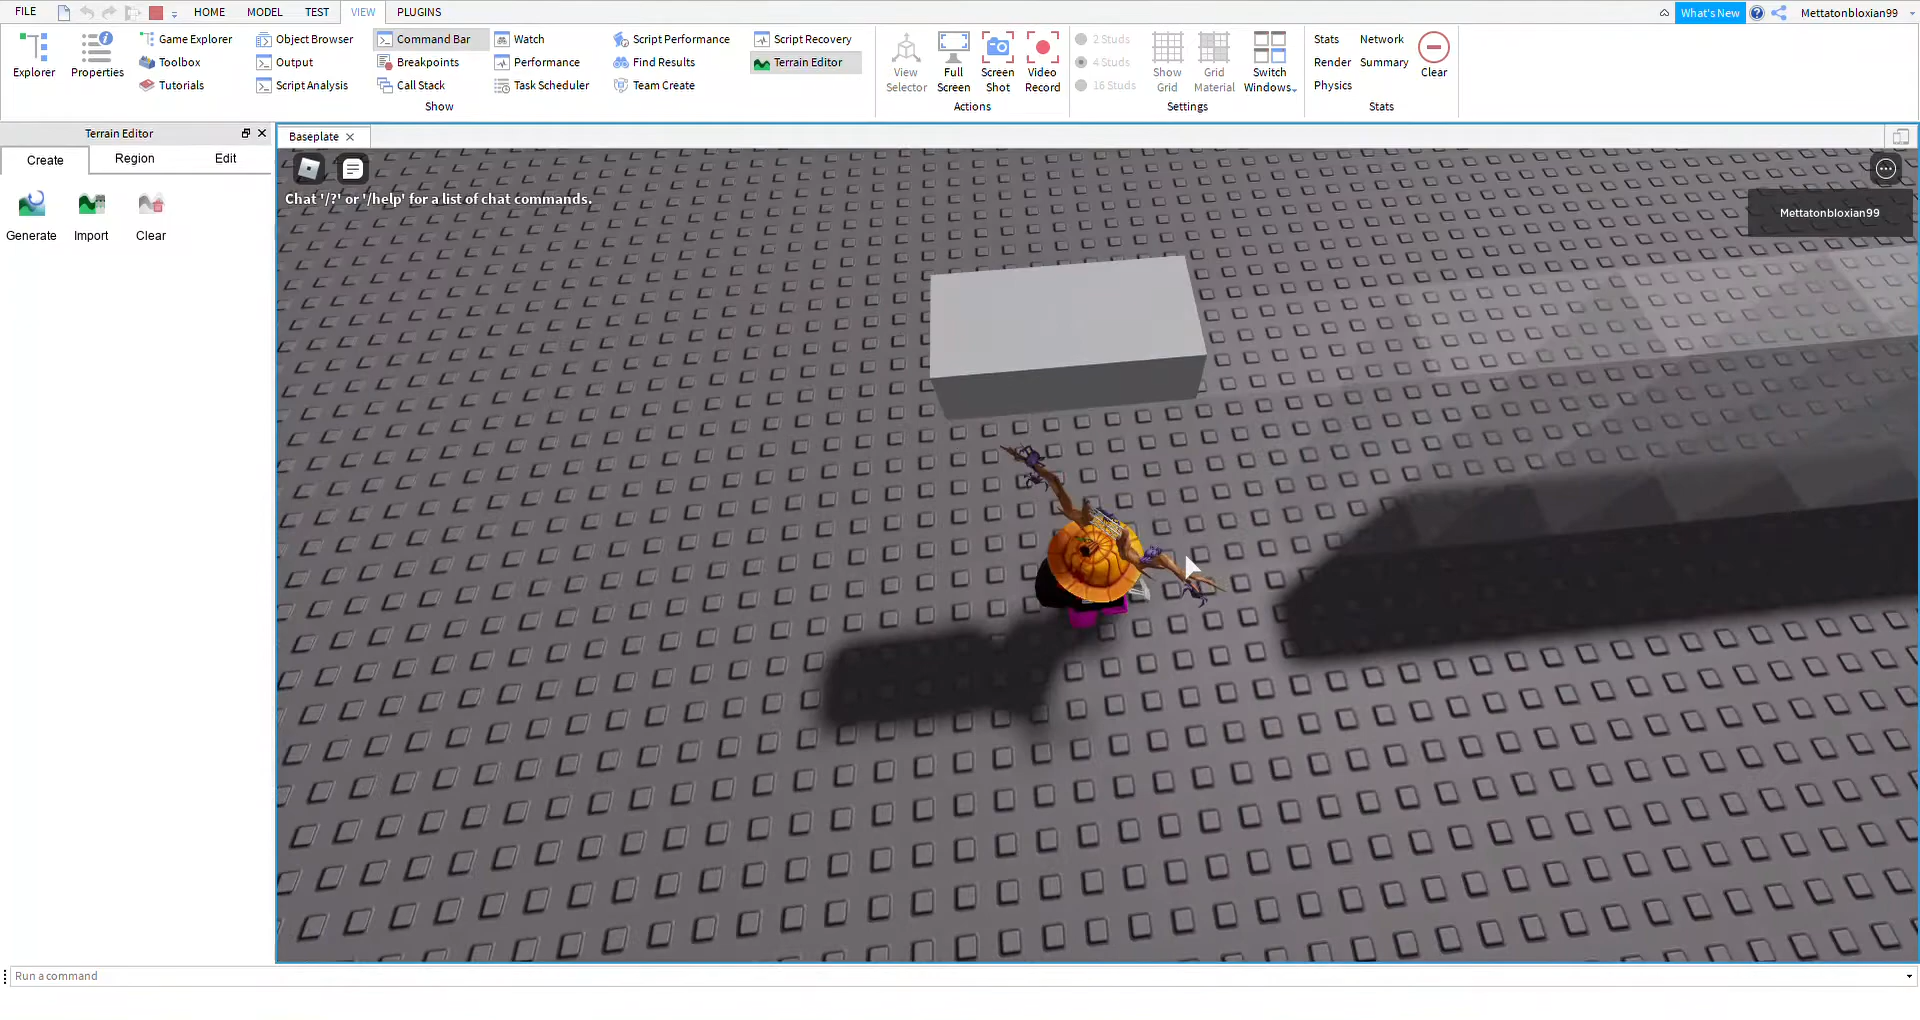 FILE HOME MODEL TEST VIEW PLUGINS What's New Mettatonbloxian99
Explorer
Properties
Game Explorer
Toolbox
Tutorials
Object Browser
Output
Script Analysis
Command Bar
Breakpoints
Call Stack
Watch
Performance
Task Scheduler
Script Performance
Find Results
Team Create
Script Recovery
Terrain Editor
Show
View
Selector
Full
Screen
Screen
Shot
Video
Record
Actions
2 Studs
4 Studs
16 Studs
Show
Grid
Grid
Material
Switch
Windows
Settings
Stats
Render
Physics
Network
Summary
Clear
Stats
Terrain Editor
Create Region Edit
Generate Import Clear
Baseplate
Chat '/?' or '/help' for a list of chat commands.
Mettatonbloxian99
Run a command